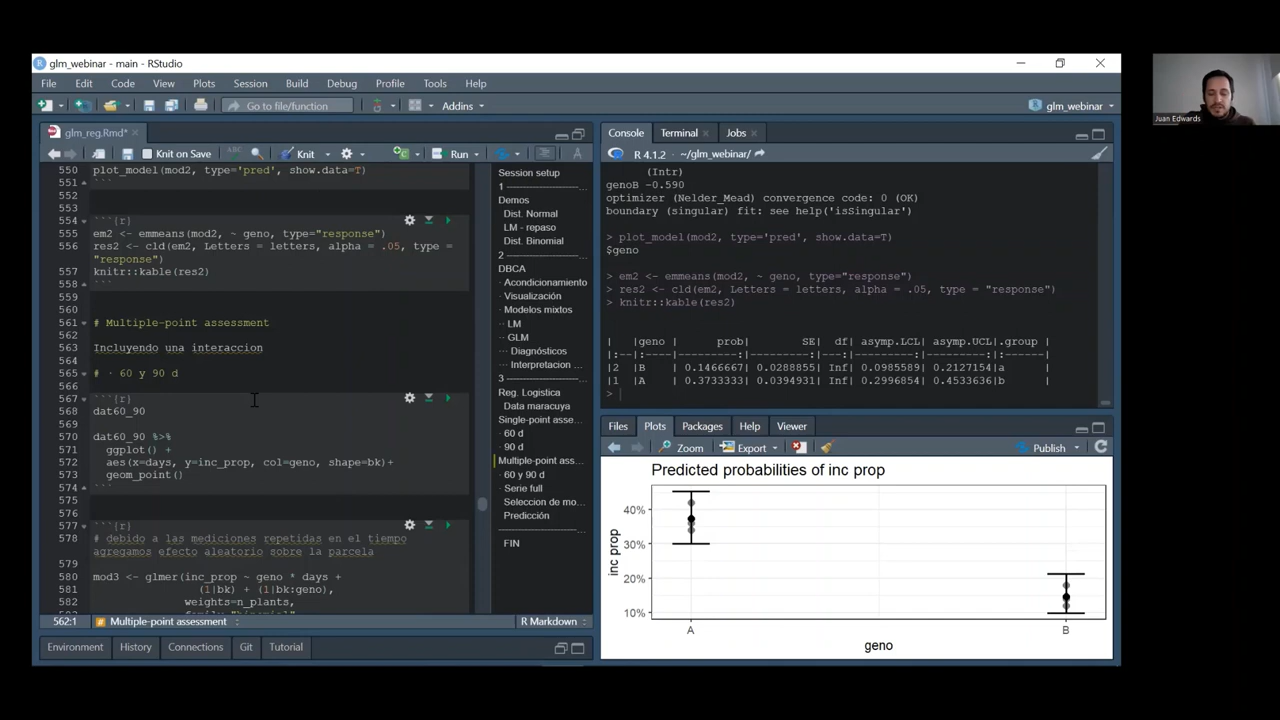 glm_webinar - main - RStudio
File Edit Code View Plots Session Build Debug Profile Tools Help
Go to file/function Addins glm_webinar
glm_reg.Rmd*
Knit on Save Knit Run
550 plot_model(mod2, type='pred', show.data=T)
551 ```
552
553
554 ```{r}
555 em2 <- emmeans(mod2, ~ geno, type="response")
556 res2 <- cld(em2, Letters = letters, alpha = .05, type =
"response")
557 knitr::kable(res2)
558 ```
559
560
561 # Multiple-point assessment
562
563 Incluyendo una interaccion
564
565 # · 60 y 90 d
566
567 ```{r}
568 dat60_90
569
570 dat60_90 %>%
571 ggplot() +
572 aes(x=days, y=inc_prop, col=geno, shape=bk)+
573 geom_point()
574 ```
575
576
577 ```{r}
578 # debido a las mediciones repetidas en el tiempo
agregamos efecto aleatorio sobre la parcela
579
580 mod3 <- glmer(inc_prop ~ geno * days +
581 (1|bk) + (1|bk:geno),
582 weights=n_plants,
562:1 Multiple-point assessment R Markdown
Session setup
1 ---------------...
Demos
Dist. Normal
LM - repaso
Dist. Binomial
2 ---------------...
DBCA
· Acondicionamiento
· Visualización
· Modelos mixtos
· LM
· GLM
· Diagnósticos
· Interpretacion ...
3 ---------------...
Reg. Logistica
Data maracuya
Single-point asse...
· 60 d
· 90 d
Multiple-point ass...
· 60 y 90 d
· Serie full
Seleccion de mo...
Predicción
---------------...
FIN
Environment History Connections Git Tutorial
Console Terminal Jobs
R 4.1.2 · ~/glm_webinar/
(Intr)
genoB -0.590
optimizer (Nelder_Mead) convergence code: 0 (OK)
boundary (singular) fit: see help('isSingular')
> plot_model(mod2, type='pred', show.data=T)
$geno
> em2 <- emmeans(mod2, ~ geno, type="response")
> res2 <- cld(em2, Letters = letters, alpha = .05, type = "response")
> knitr::kable(res2)
| |geno | prob| SE| df| asymp.LCL| asymp.UCL|.group |
|:--|:----|---------:|---------:|---:|---------:|---------:|:------|
|2 |B | 0.1466667| 0.0288855| Inf| 0.0985589| 0.2127154|a |
|1 |A | 0.3733333| 0.0394931| Inf| 0.2996854| 0.4533636|b |
>
Files Plots Packages Help Viewer
Zoom Export Publish
Predicted probabilities of inc prop
40%
30%
20%
10%
inc prop
A B
geno
Juan Edwards